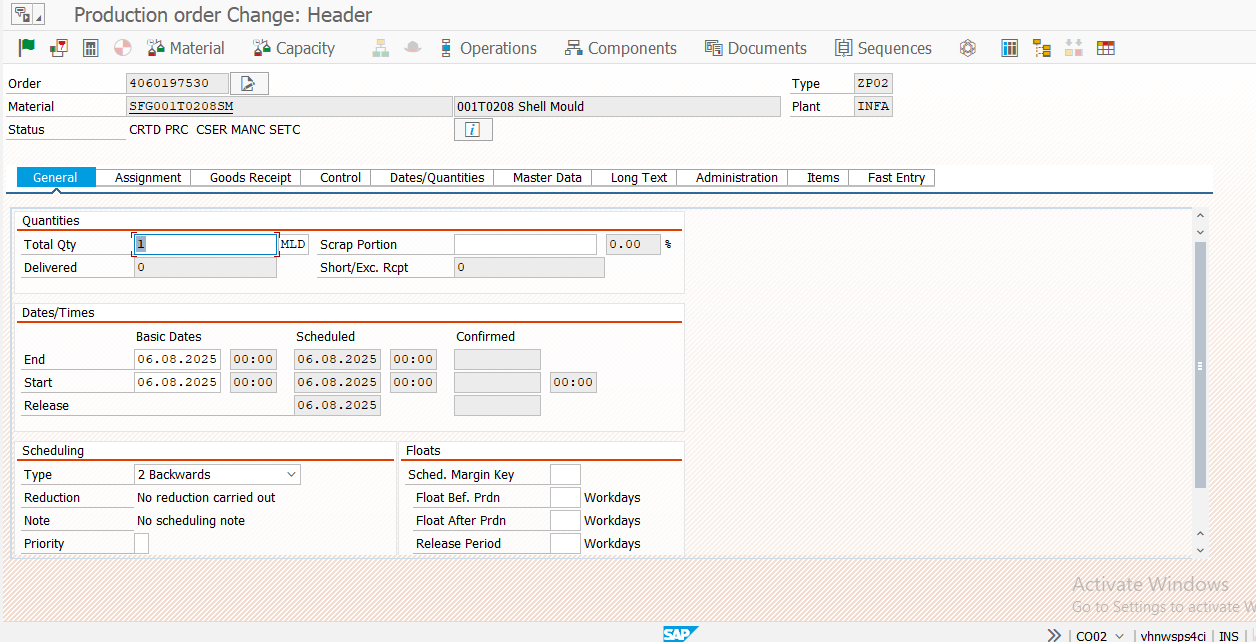 Production order Change: Header
Material Capacity Operations Components Documents Sequences
Order 4060197530 Type ZP02
Material SFG001T0208SM 001T0208 Shell Mould Plant INFA
Status CRTD PRC CSER MANC SETC
General Assignment Goods Receipt Control Dates/Quantities Master Data Long Text Administration Items Fast Entry
Quantities
Total Qty 1 MLD Scrap Portion 0.00 %
Delivered 0 Short/Exc. Rcpt 0
Dates/Times
Basic Dates Scheduled Confirmed
End 06.08.2025 00:00 06.08.2025 00:00
Start 06.08.2025 00:00 06.08.2025 00:00 00:00
Release 06.08.2025
Scheduling Floats
Type 2 Backwards Sched. Margin Key
Reduction No reduction carried out Float Bef. Prdn Workdays
Note No scheduling note Float After Prdn Workdays
Priority Release Period Workdays
Activate Windows
Go to Settings to activate W
SAP CO02 vhnwsps4ci INS